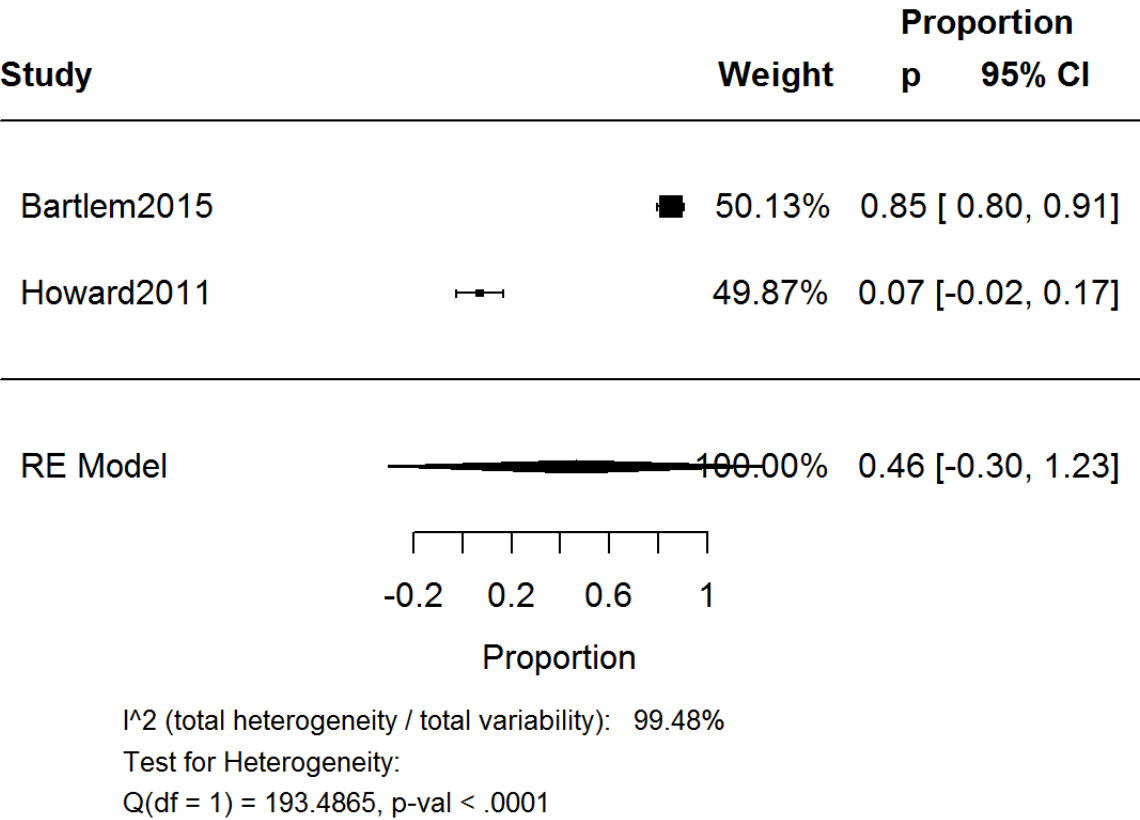 Proportion
Study Weight p 95% CI
Bartlem2015 50.13% 0.85 [ 0.80, 0.91]
Howard2011 49.87% 0.07 [-0.02, 0.17]
RE Model 100.00% 0.46 [-0.30, 1.23]
-0.2 0.2 0.6 1
Proportion
I^2 (total heterogeneity / total variability): 99.48%
Test for Heterogeneity:
Q(df = 1) = 193.4865, p-val < .0001